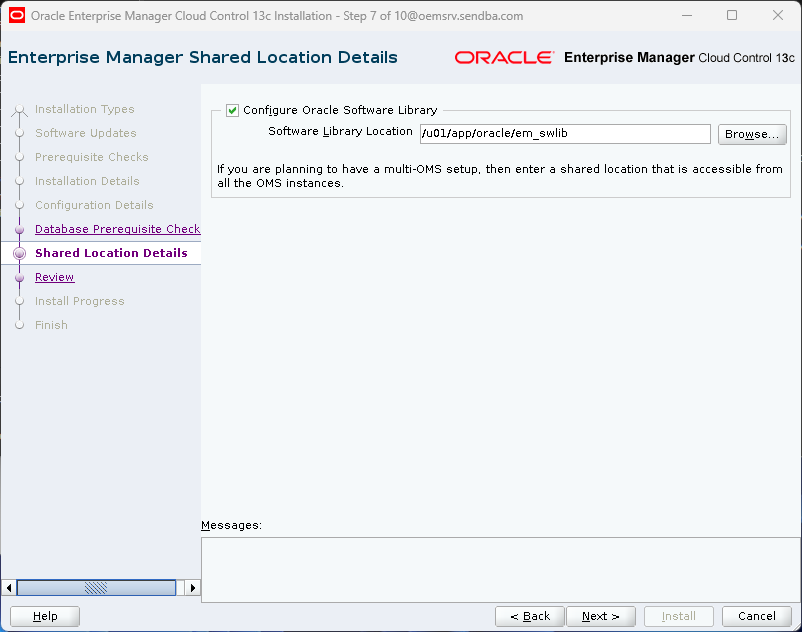 Oracle Enterprise Manager Cloud Control 13c Installation - Step 7 of 10@oemsrv.sendba.com
Enterprise Manager Shared Location Details
ORACLE Enterprise Manager Cloud Control 13c
Installation Types
Software Updates
Prerequisite Checks
Installation Details
Configuration Details
Database Prerequisite Check
Shared Location Details
Review
Install Progress
Finish
Configure Oracle Software Library
Software Library Location /u01/app/oracle/em_swlib Browse...
If you are planning to have a multi-OMS setup, then enter a shared location that is accessible from
all the OMS instances.
Messages:
Help < Back Next > Install Cancel